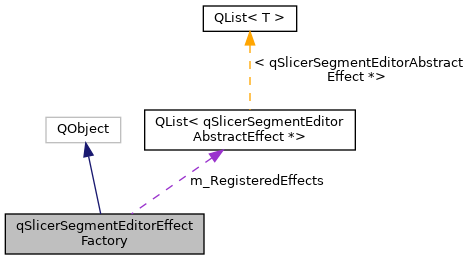 QList< T >
< qSlicerSegmentEditorAbstract
Effect *>
QList< qSlicerSegmentEditor
AbstractEffect *>
QObject
m_RegisteredEffects
qSlicerSegmentEditorEffect
Factory